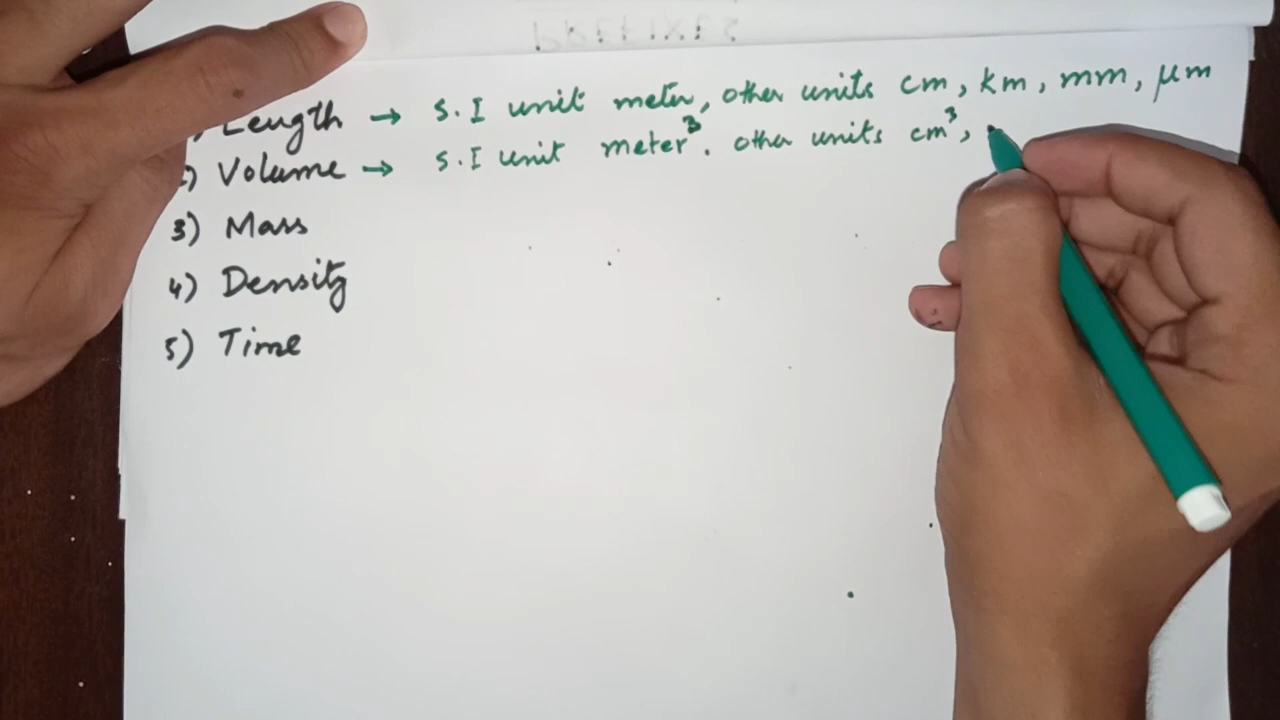 Length → S.I unit meter, other units cm, km, mm, μm
2) Volume → S.I unit meter³. other units cm³,
3) Mass
4) Density
5) Time